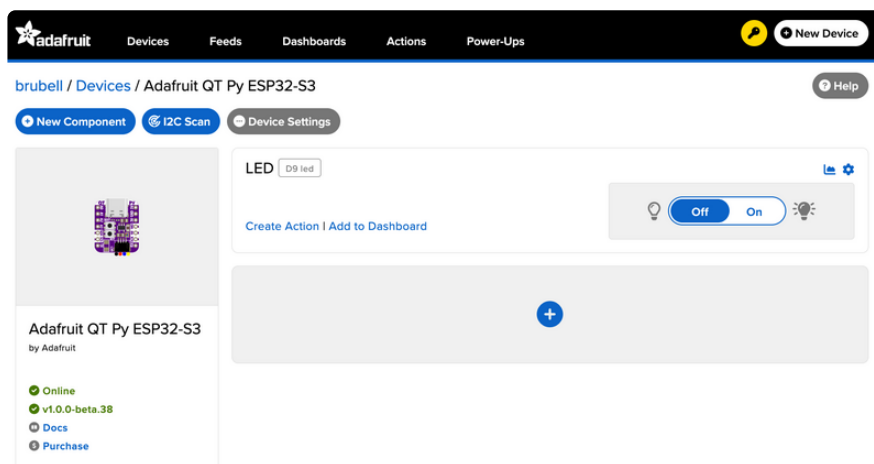 adafruit Devices Feeds Dashboards Actions Power-Ups New Device
brubell / Devices / Adafruit QT Py ESP32-S3 Help
New Component I2C Scan Device Settings
LED D9 led
Off On
Create Action | Add to Dashboard
Adafruit QT Py ESP32-S3
by Adafruit
Online
v1.0.0-beta.38
Docs
Purchase